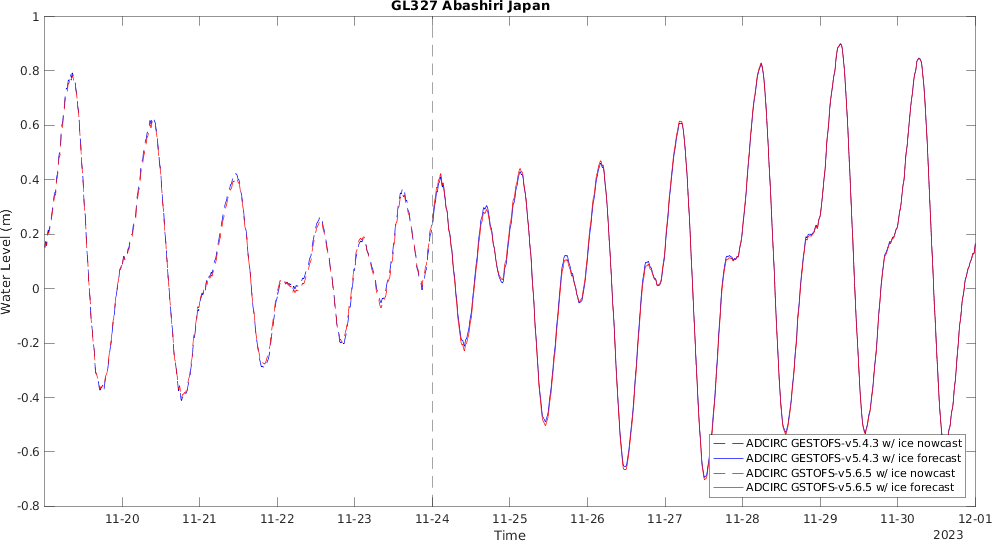 GL327 Abashiri Japan
1
0.8
0.6
0.4
0.2
0
-0.2
-0.4
-0.6
-0.8
Water Level (m)
ADCIRC GESTOFS-v5.4.3 w/ ice nowcast
ADCIRC GESTOFS-v5.4.3 w/ ice forecast
ADCIRC GSTOFS-v5.6.5 w/ ice nowcast
ADCIRC GSTOFS-v5.6.5 w/ ice forecast
11-20 11-21 11-22 11-23 11-24 11-25 11-26 11-27 11-28 11-29 11-30 12-01
Time
2023